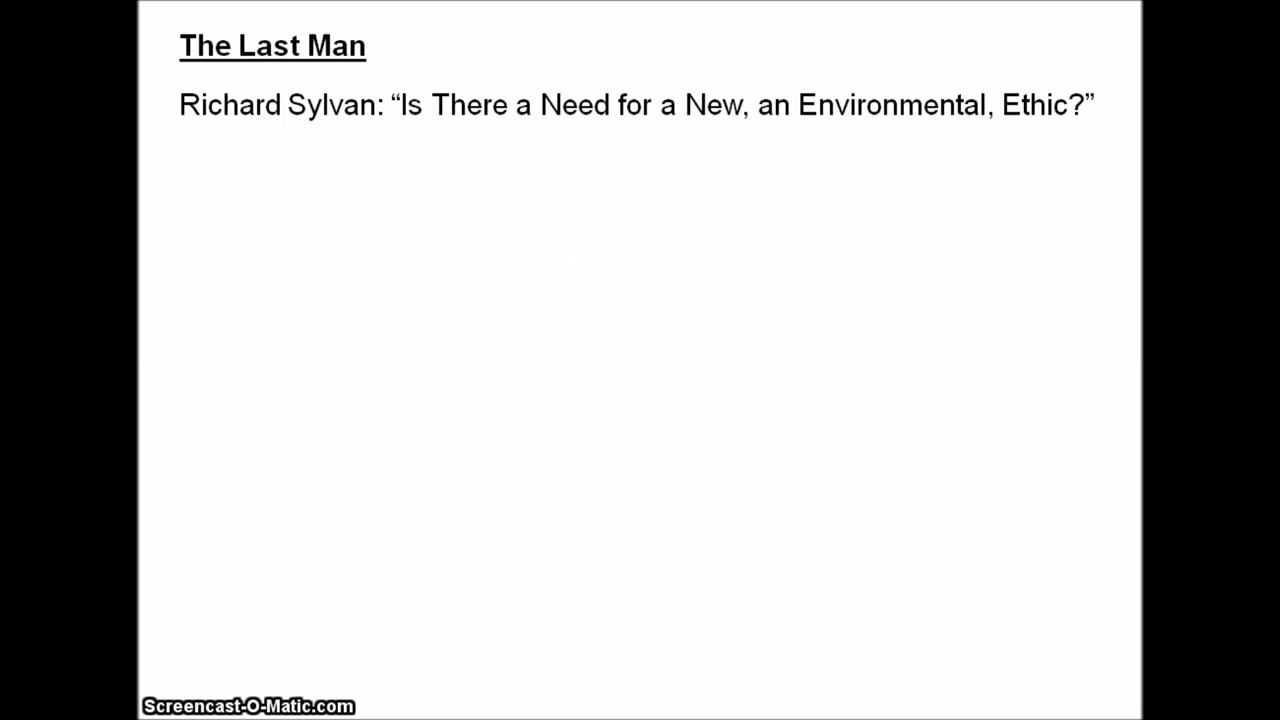 The Last Man
Richard Sylvan: “Is There a Need for a New, an Environmental, Ethic?”
Screencast-O-Matic.com